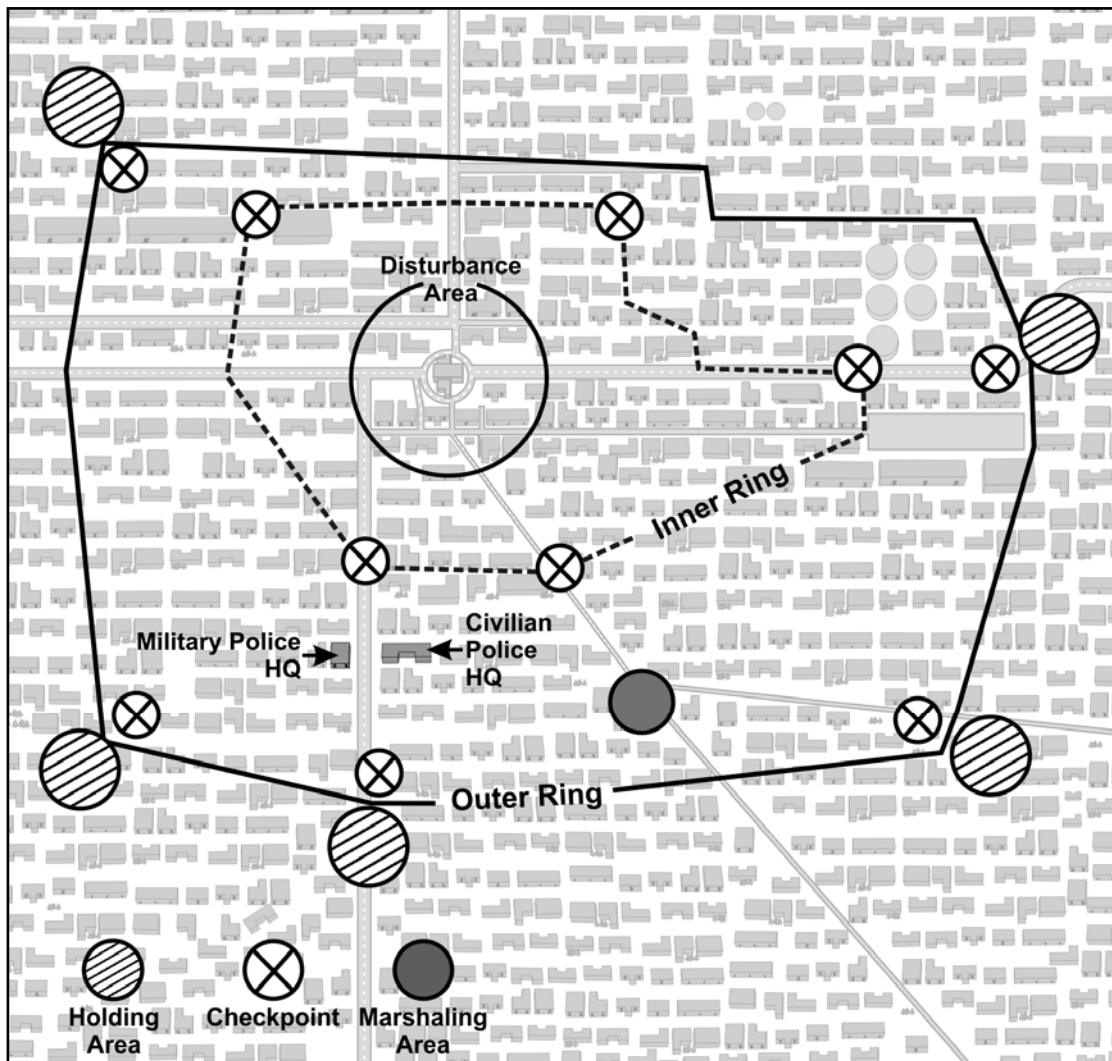 Disturbance
Area
Inner Ring
Military Police
HQ
Civilian
Police
HQ
Outer Ring
Holding
Area
Checkpoint
Marshaling
Area